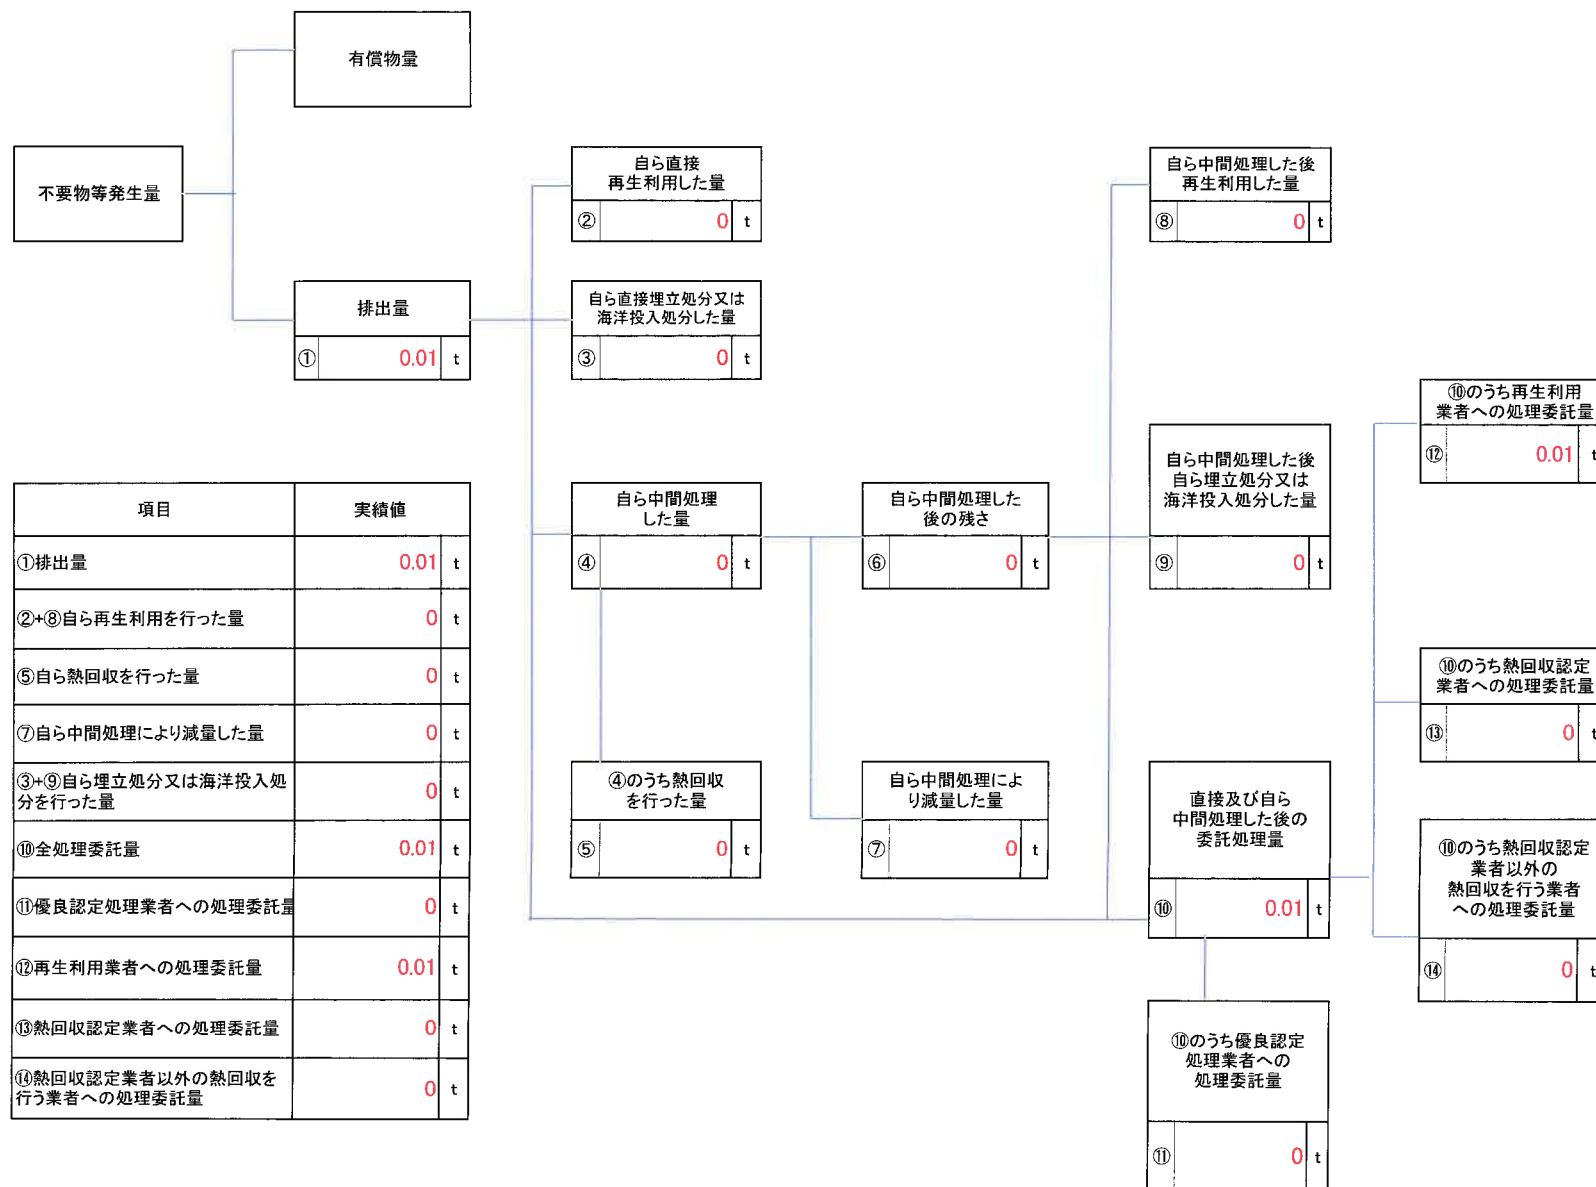 有償物量
不要物等発生量
排出量
① 0.01 t
自ら直接
再生利用した量
② 0 t
自ら直接埋立処分又は
海洋投入処分した量
③ 0 t
自ら中間処理
した量
④ 0 t
④のうち熱回収
を行った量
⑤ 0 t
自ら中間処理した
後の残さ
⑥ 0 t
自ら中間処理によ
り減量した量
⑦ 0 t
自ら中間処理した後
再生利用した量
⑧ 0 t
自ら中間処理した後
自ら埋立処分又は
海洋投入処分した量
⑨ 0 t
直接及び自ら
中間処理した後の
委託処理量
⑩ 0.01 t
⑩のうち優良認定
処理業者への
処理委託量
⑪ 0 t
⑩のうち再生利用
業者への処理委託量
⑫ 0.01 t
⑩のうち熱回収認定
業者への処理委託量
⑬ 0 t
⑩のうち熱回収認定
業者以外の
熱回収を行う業者
への処理委託量
⑭ 0 t
項目 実績値
①排出量 0.01 t
②+⑧自ら再生利用を行った量 0 t
⑤自ら熱回収を行った量 0 t
⑦自ら中間処理により減量した量 0 t
③+⑨自ら埋立処分又は海洋投入処
分を行った量 0 t
⑩全処理委託量 0.01 t
⑪優良認定処理業者への処理委託量 0 t
⑫再生利用業者への処理委託量 0.01 t
⑬熱回収認定業者への処理委託量 0 t
⑭熱回収認定業者以外の熱回収を
行う業者への処理委託量 0 t